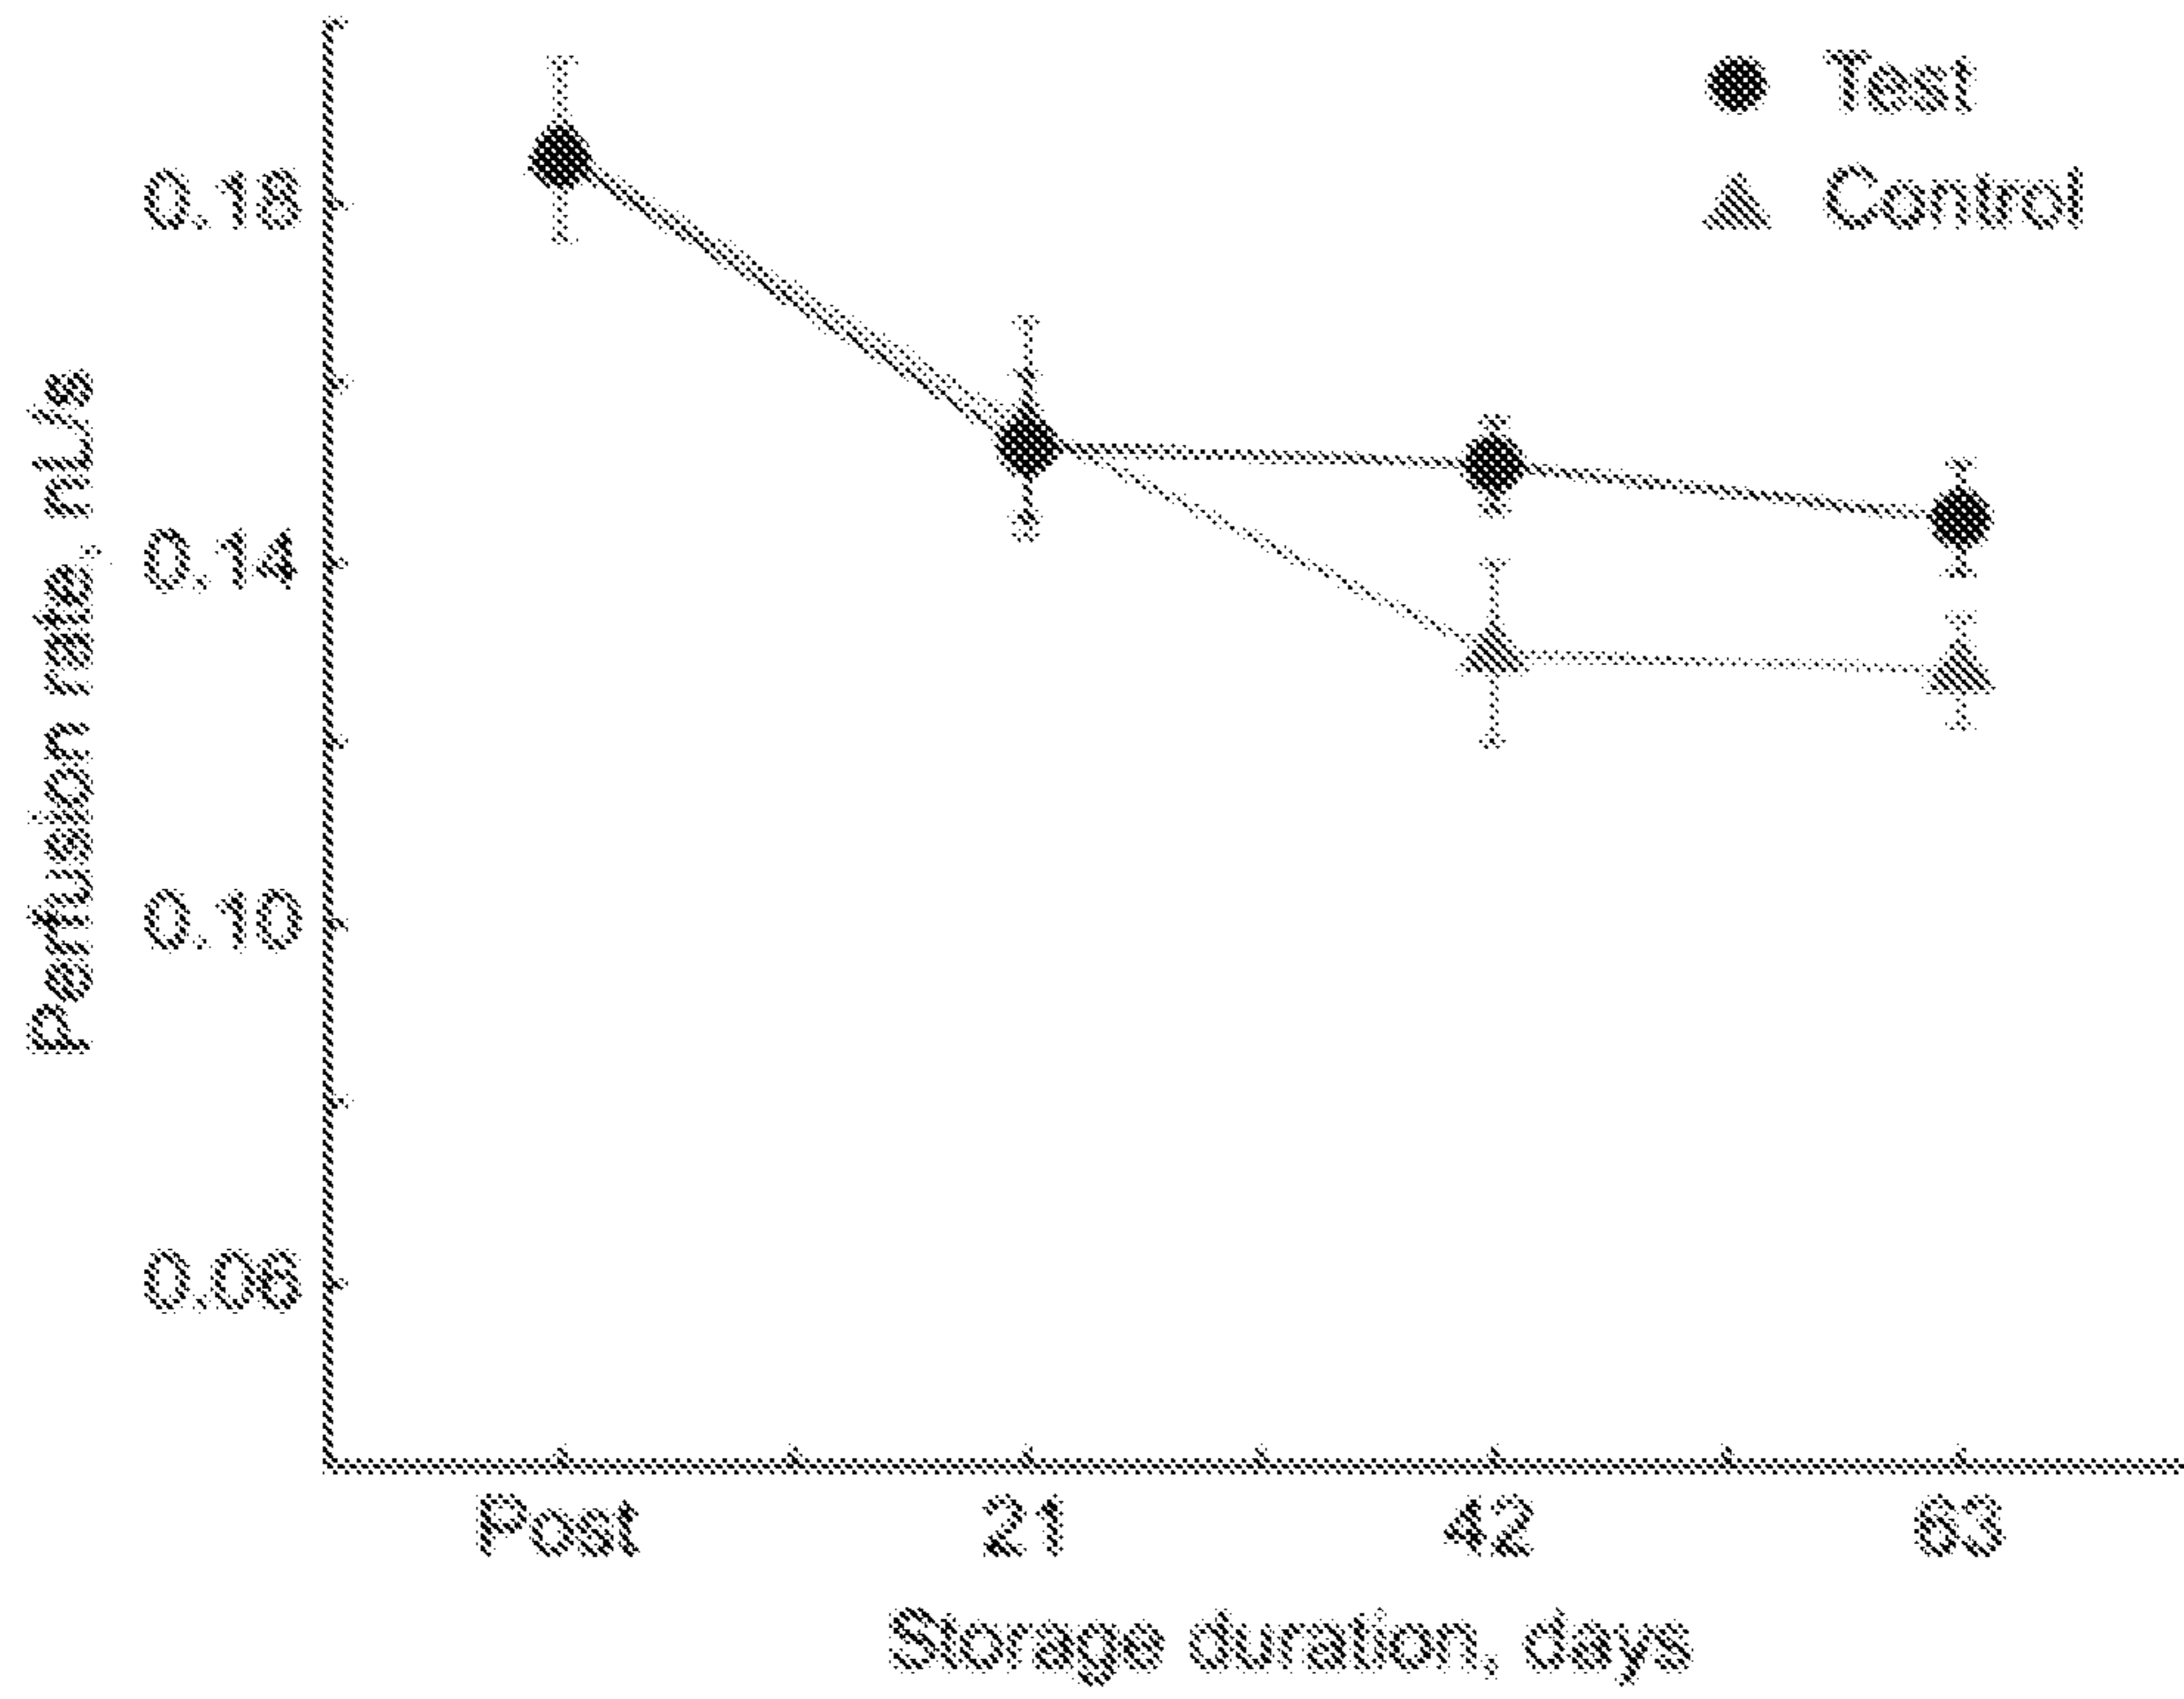 Test
Control
Perfusion rate, nL/s
0.18
0.14
0.10
0.06
Post 21 42 63
Storage duration, days